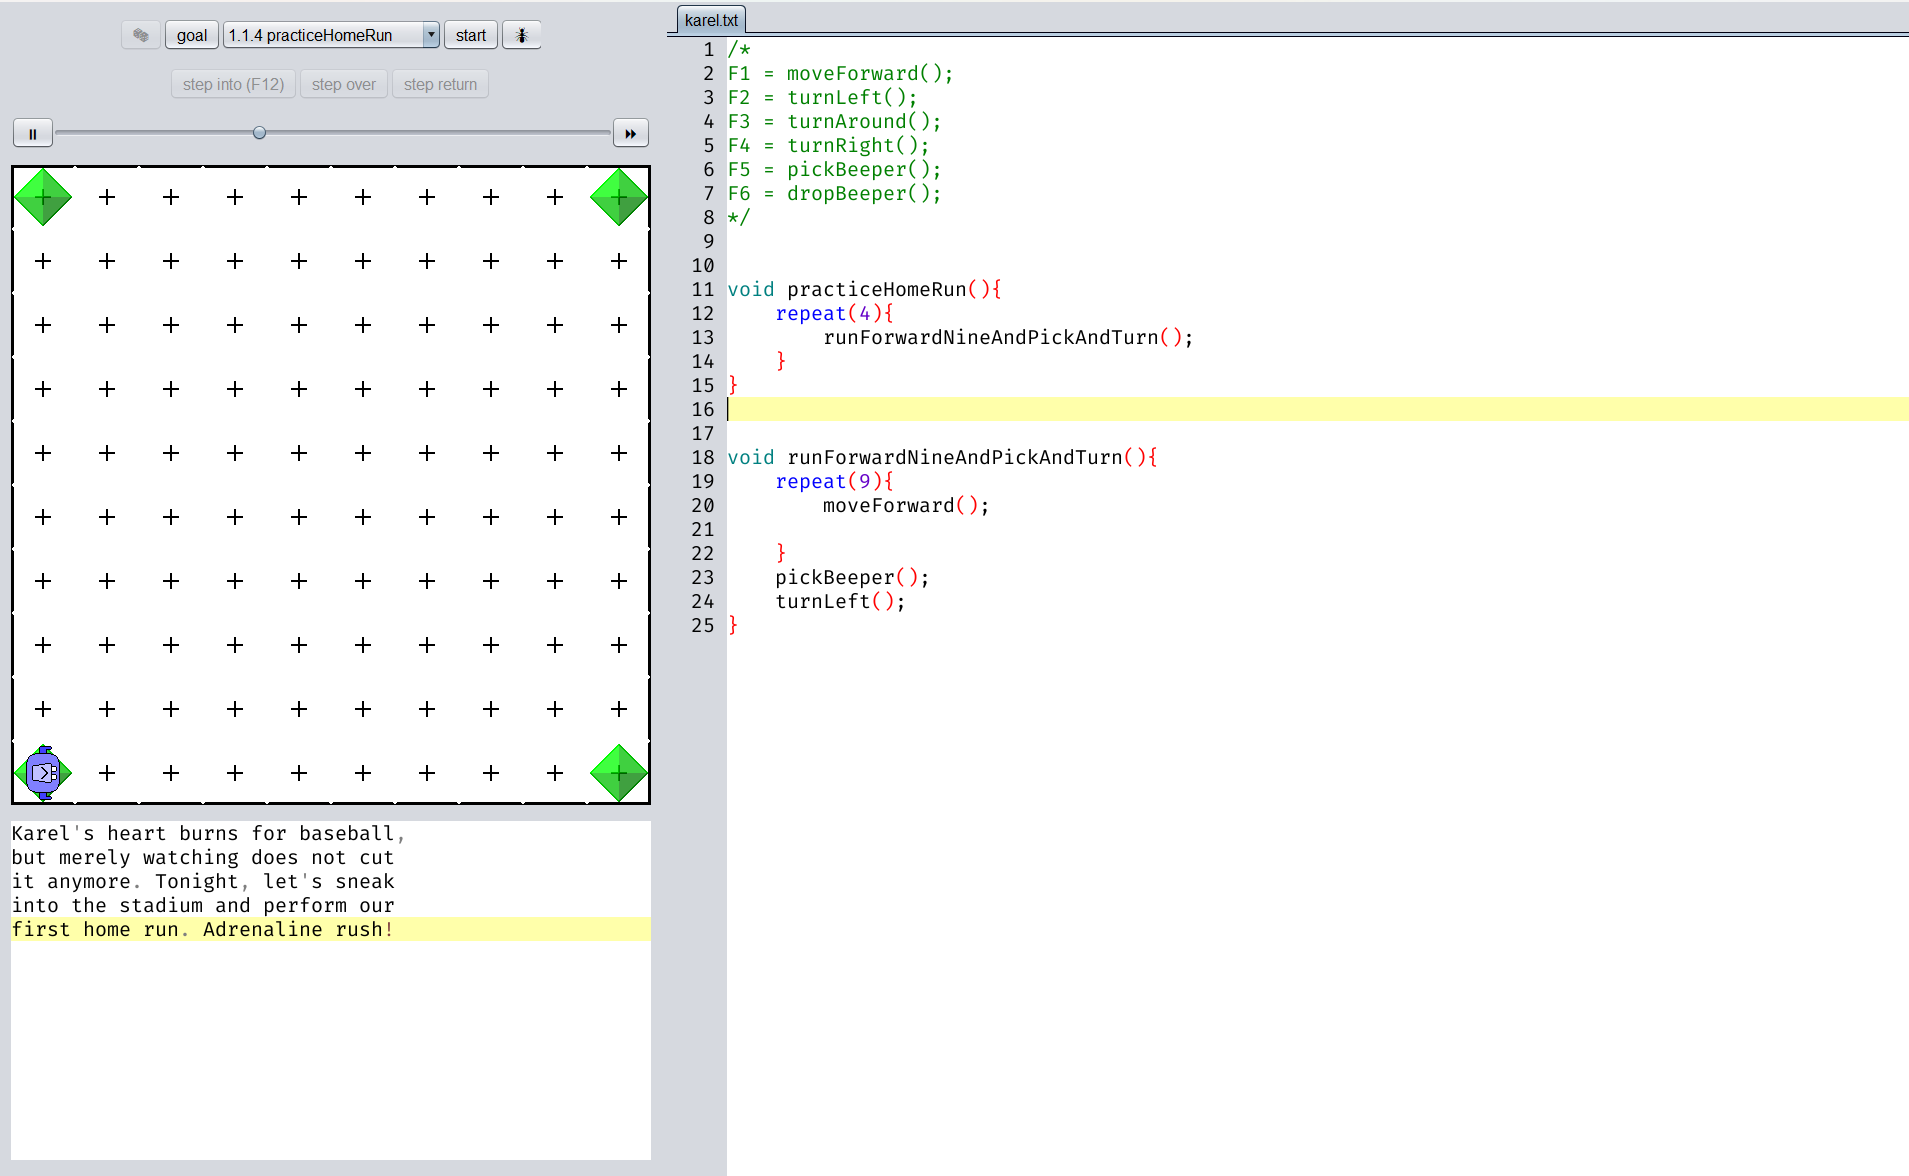 goal 1.1.4 practiceHomeRun start
step into (F12) step over step return
Karel's heart burns for baseball,
but merely watching does not cut
it anymore. Tonight, let's sneak
into the stadium and perform our
first home run. Adrenaline rush!
karel.txt
1 /*
2 F1 = moveForward();
3 F2 = turnLeft();
4 F3 = turnAround();
5 F4 = turnRight();
6 F5 = pickBeeper();
7 F6 = dropBeeper();
8 */
9
10
11 void practiceHomeRun(){
12     repeat(4){
13         runForwardNineAndPickAndTurn();
14     }
15 }
16
17
18 void runForwardNineAndPickAndTurn(){
19     repeat(9){
20         moveForward();
21
22     }
23     pickBeeper();
24     turnLeft();
25 }